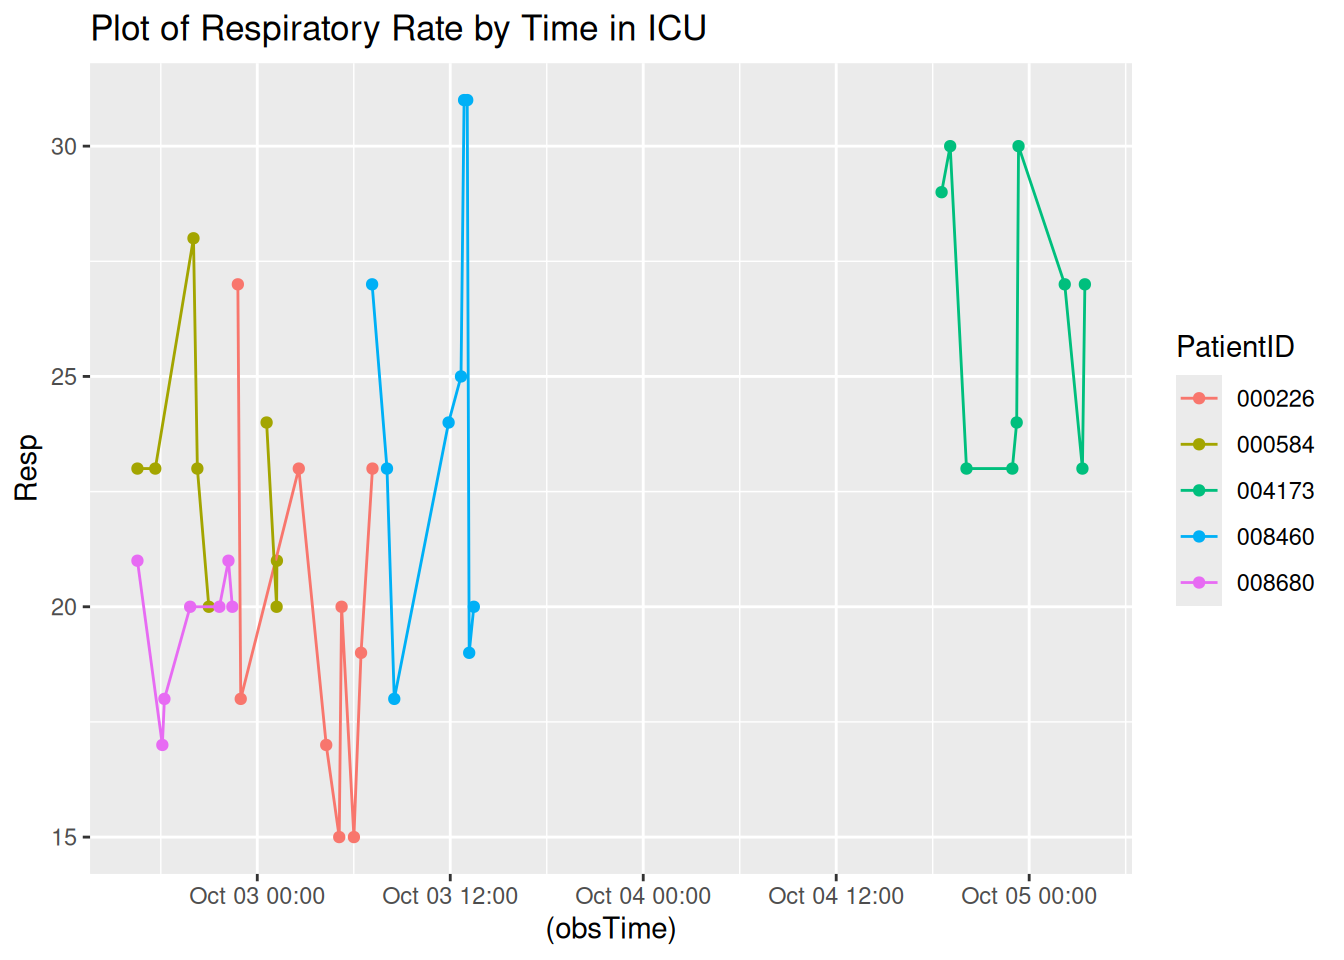 Plot of Respiratory Rate by Time in ICU
30
25
20
15
Resp
Oct 03 00:00 Oct 03 12:00 Oct 04 00:00 Oct 04 12:00 Oct 05 00:00
(obsTime)
PatientID
000226
000584
004173
008460
008680